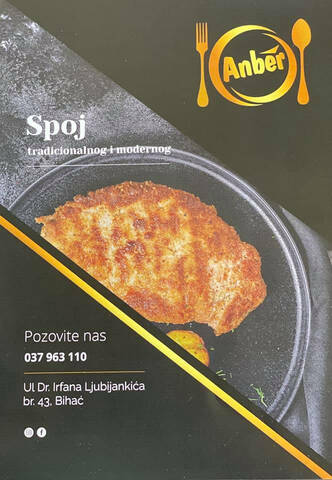 Anber
Spoj
tradicionalnog i modernog
Pozovite nas
037 963 110
Ul Dr. Irfana Ljubijankića
br. 43, Bihać